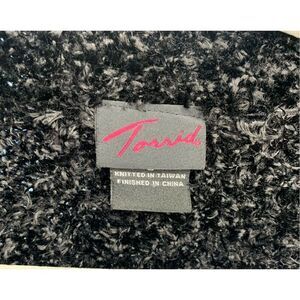 Torrid
KNITTED IN TAIWAN
FINISHED IN CHINA